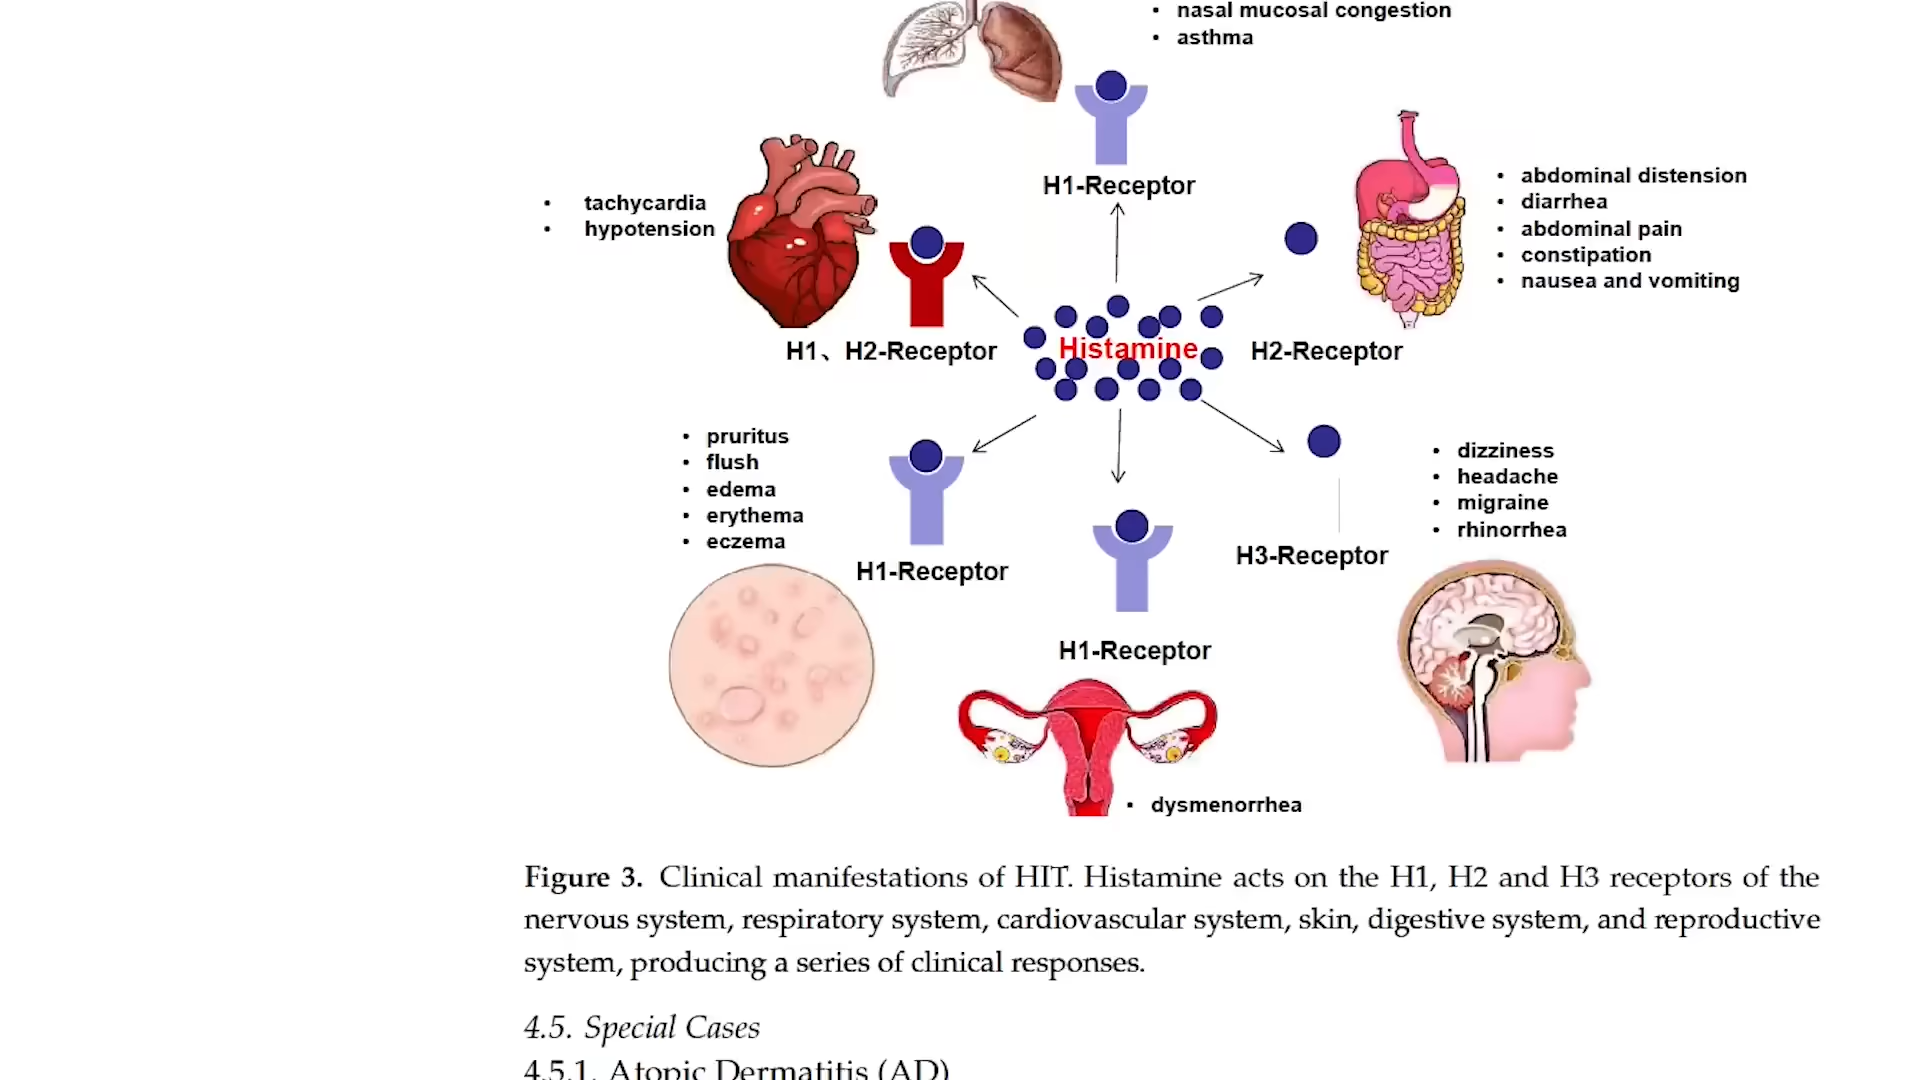 nasal mucosal congestion
asthma
H1-Receptor
tachycardia
hypotension
abdominal distension
diarrhea
abdominal pain
constipation
nausea and vomiting
H1、H2-Receptor
Histamine
H2-Receptor
pruritus
flush
edema
erythema
eczema
H1-Receptor
dizziness
headache
migraine
rhinorrhea
H3-Receptor
H1-Receptor
dysmenorrhea
Figure 3. Clinical manifestations of HIT. Histamine acts on the H1, H2 and H3 receptors of the
nervous system, respiratory system, cardiovascular system, skin, digestive system, and reproductive
system, producing a series of clinical responses.
4.5. Special Cases
4.5.1. Atopic Dermatitis (AD)